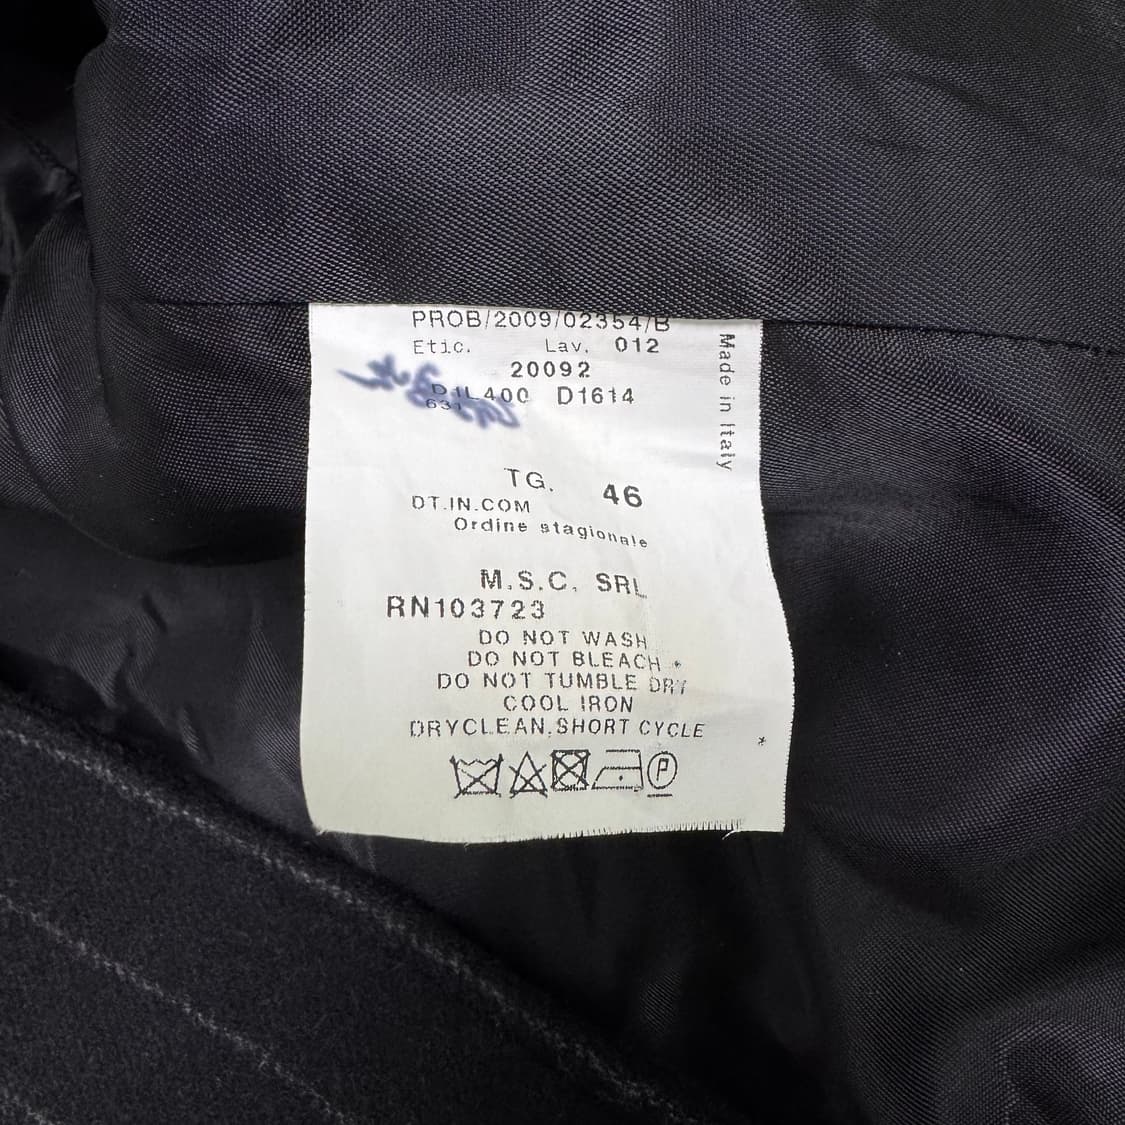 PROB/2009/02354/B
Etic. Lav. 012
20092
D1L400 D1614
631
TG. 46
DT.IN.COM
Ordine stagionale
M.S.C. SRL
RN103723
DO NOT WASH
DO NOT BLEACH
DO NOT TUMBLE DRY
COOL IRON
DRYCLEAN.SHORT CYCLE
P
Made in Italy